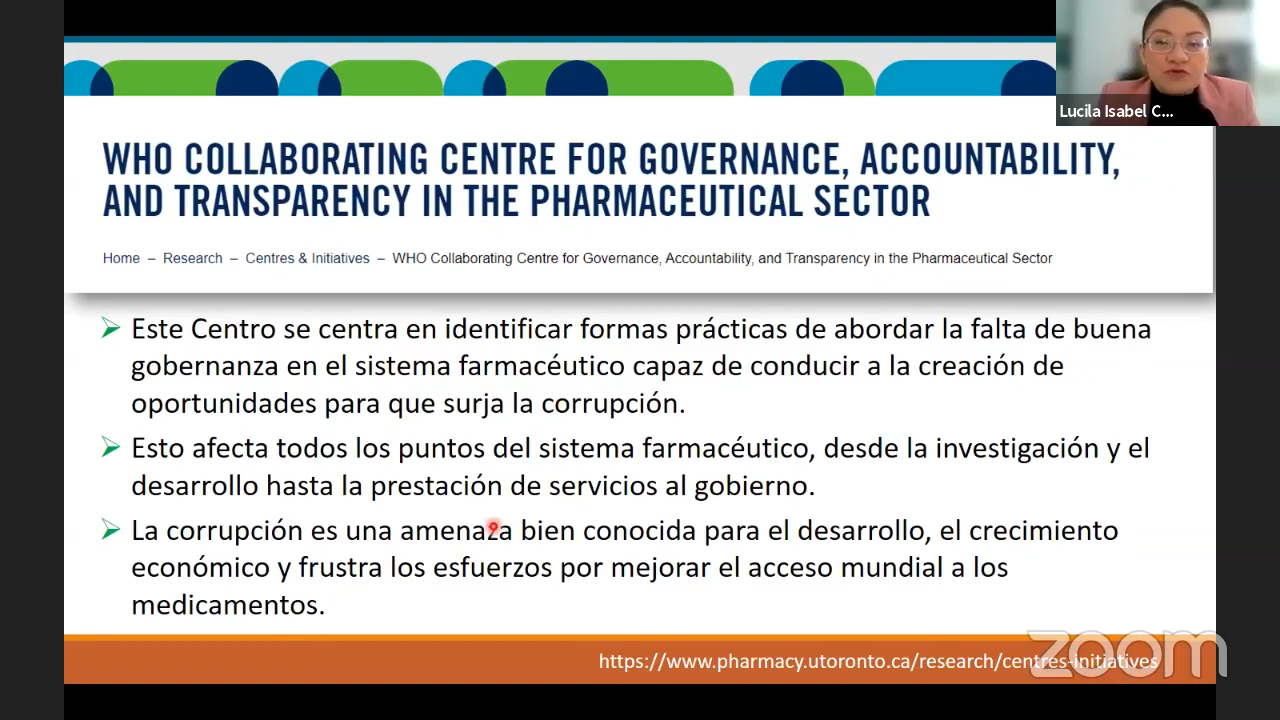 Lucila Isabel C...
WHO COLLABORATING CENTRE FOR GOVERNANCE, ACCOUNTABILITY,
AND TRANSPARENCY IN THE PHARMACEUTICAL SECTOR
Home – Research – Centres & Initiatives – WHO Collaborating Centre for Governance, Accountability, and Transparency in the Pharmaceutical Sector
Este Centro se centra en identificar formas prácticas de abordar la falta de buena
gobernanza en el sistema farmacéutico capaz de conducir a la creación de
oportunidades para que surja la corrupción.
Esto afecta todos los puntos del sistema farmacéutico, desde la investigación y el
desarrollo hasta la prestación de servicios al gobierno.
La corrupción es una amenaza bien conocida para el desarrollo, el crecimiento
económico y frustra los esfuerzos por mejorar el acceso mundial a los
medicamentos.
https://www.pharmacy.utoronto.ca/research/centres-initiatives
zoom